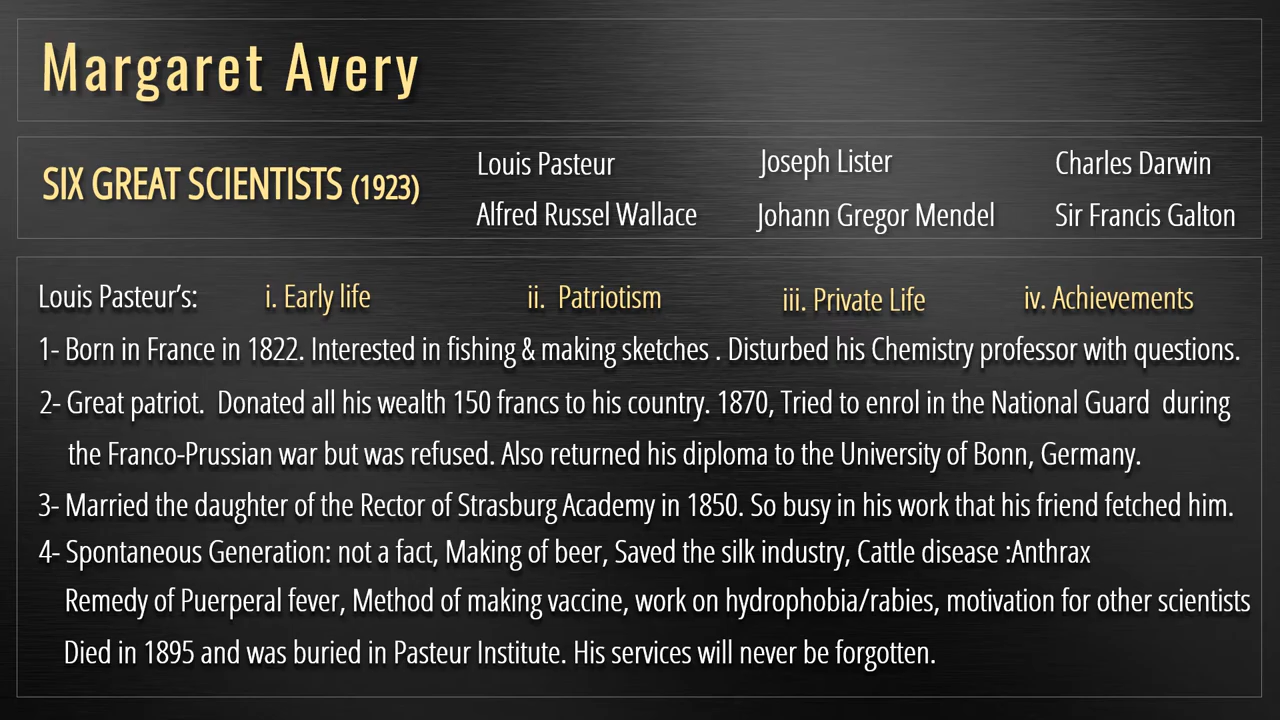 Margaret Avery
SIX GREAT SCIENTISTS (1923)
Louis Pasteur Joseph Lister Charles Darwin
Alfred Russel Wallace Johann Gregor Mendel Sir Francis Galton
Louis Pasteur's: i. Early life ii. Patriotism iii. Private Life iv. Achievements
1- Born in France in 1822. Interested in fishing & making sketches . Disturbed his Chemistry professor with questions.
2- Great patriot. Donated all his wealth 150 francs to his country. 1870, Tried to enrol in the National Guard during
the Franco-Prussian war but was refused. Also returned his diploma to the University of Bonn, Germany.
3- Married the daughter of the Rector of Strasburg Academy in 1850. So busy in his work that his friend fetched him.
4- Spontaneous Generation: not a fact, Making of beer, Saved the silk industry, Cattle disease :Anthrax
Remedy of Puerperal fever, Method of making vaccine, work on hydrophobia/rabies, motivation for other scientists
Died in 1895 and was buried in Pasteur Institute. His services will never be forgotten.